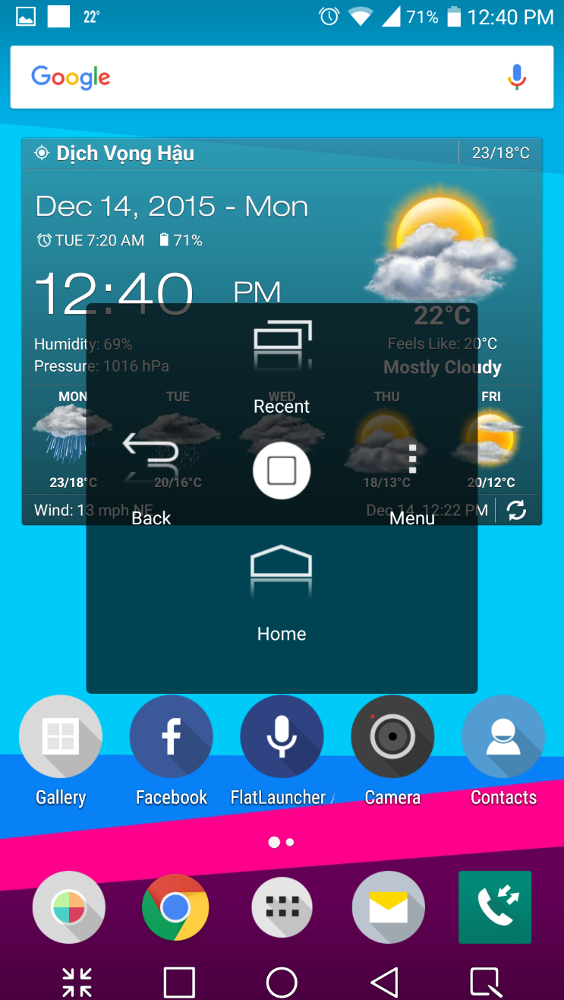 22° 71% 12:40 PM
Google
Dịch Vọng Hậu 23/18°C
Dec 14, 2015 - Mon
TUE 7:20 AM 71%
12:40 PM
22°C
Humidity: 69% Feels Like: 20°C
Pressure: 1016 hPa Mostly Cloudy
MON TUE WED THU FRI
Recent
23/18°C 20/16°C 18/13°C 20/12°C
Wind: 13 mph NE Dec 14, 12:22 PM
Back Menu
Home
Gallery Facebook FlatLauncher Camera Contacts